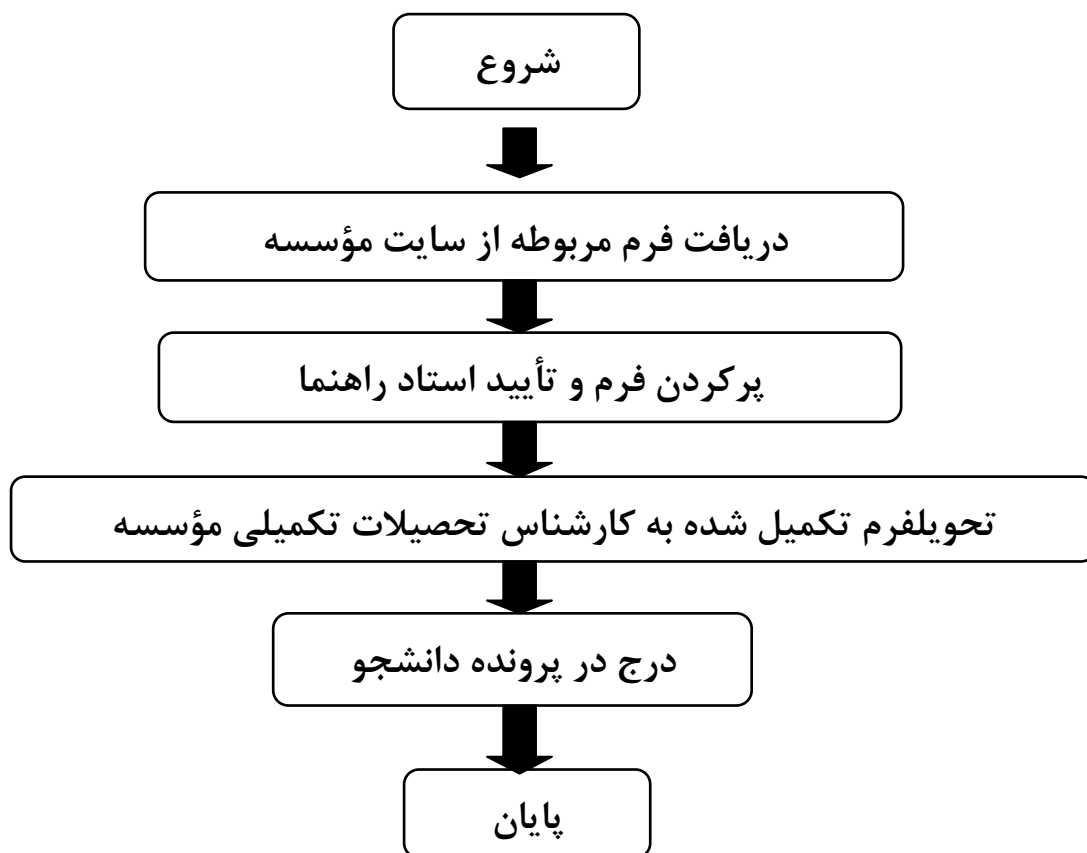 شروع
دریافت فرم مربوطه از سایت مؤسسه
پرکردن فرم و تأیید استاد راهنما
تحویلفرم تکمیل شده به کارشناس تحصیلات تکمیلی مؤسسه
درج در پرونده دانشجو
پایان